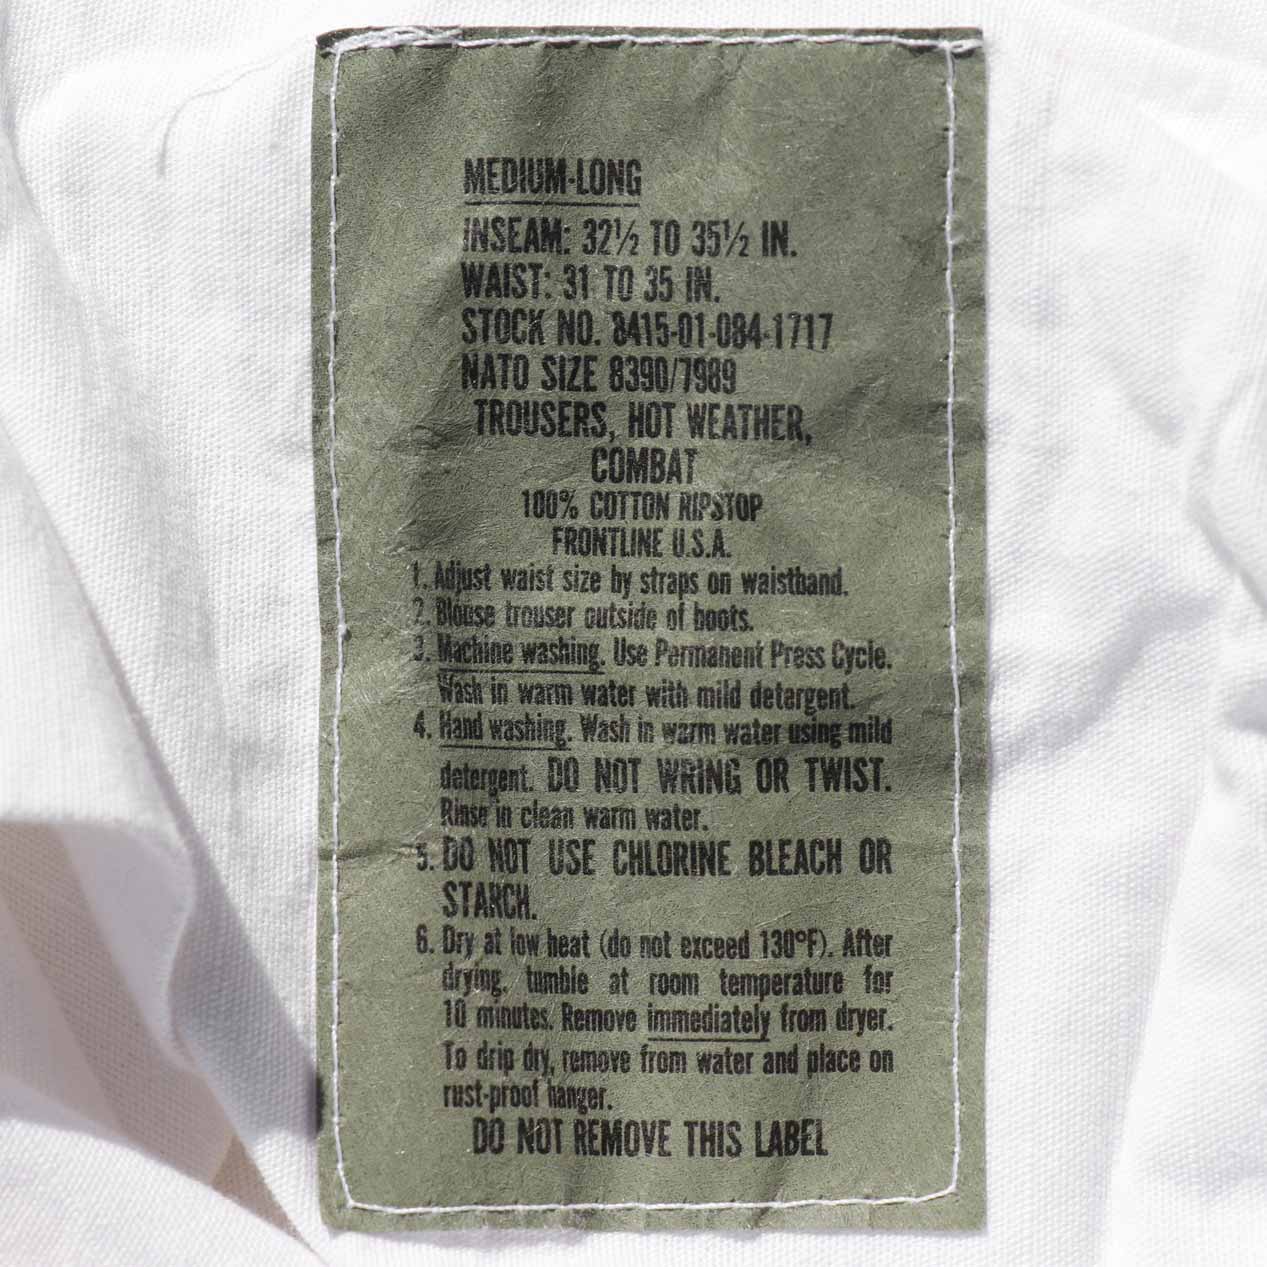 MEDIUM-LONG
INSEAM: 32½ TO 35½ IN.
WAIST: 31 TO 35 IN.
STOCK NO. 8415-01-084-1717
NATO SIZE 8390/7989
TROUSERS, HOT WEATHER,
COMBAT
100% COTTON RIPSTOP
FRONTLINE U.S.A.
1. Adjust waist size by straps on waistband.
2. Blouse trouser outside of boots.
3. Machine washing. Use Permanent Press Cycle.
Wash in warm water with mild detergent.
4. Hand washing. Wash in warm water using mild
detergent. DO NOT WRING OR TWIST.
Rinse in clean warm water.
5. DO NOT USE CHLORINE BLEACH OR
STARCH.
6. Dry at low heat (do not exceed 130°F). After
drying, tumble at room temperature for
10 minutes. Remove immediately from dryer.
To drip dry, remove from water and place on
rust-proof hanger.
DO NOT REMOVE THIS LABEL